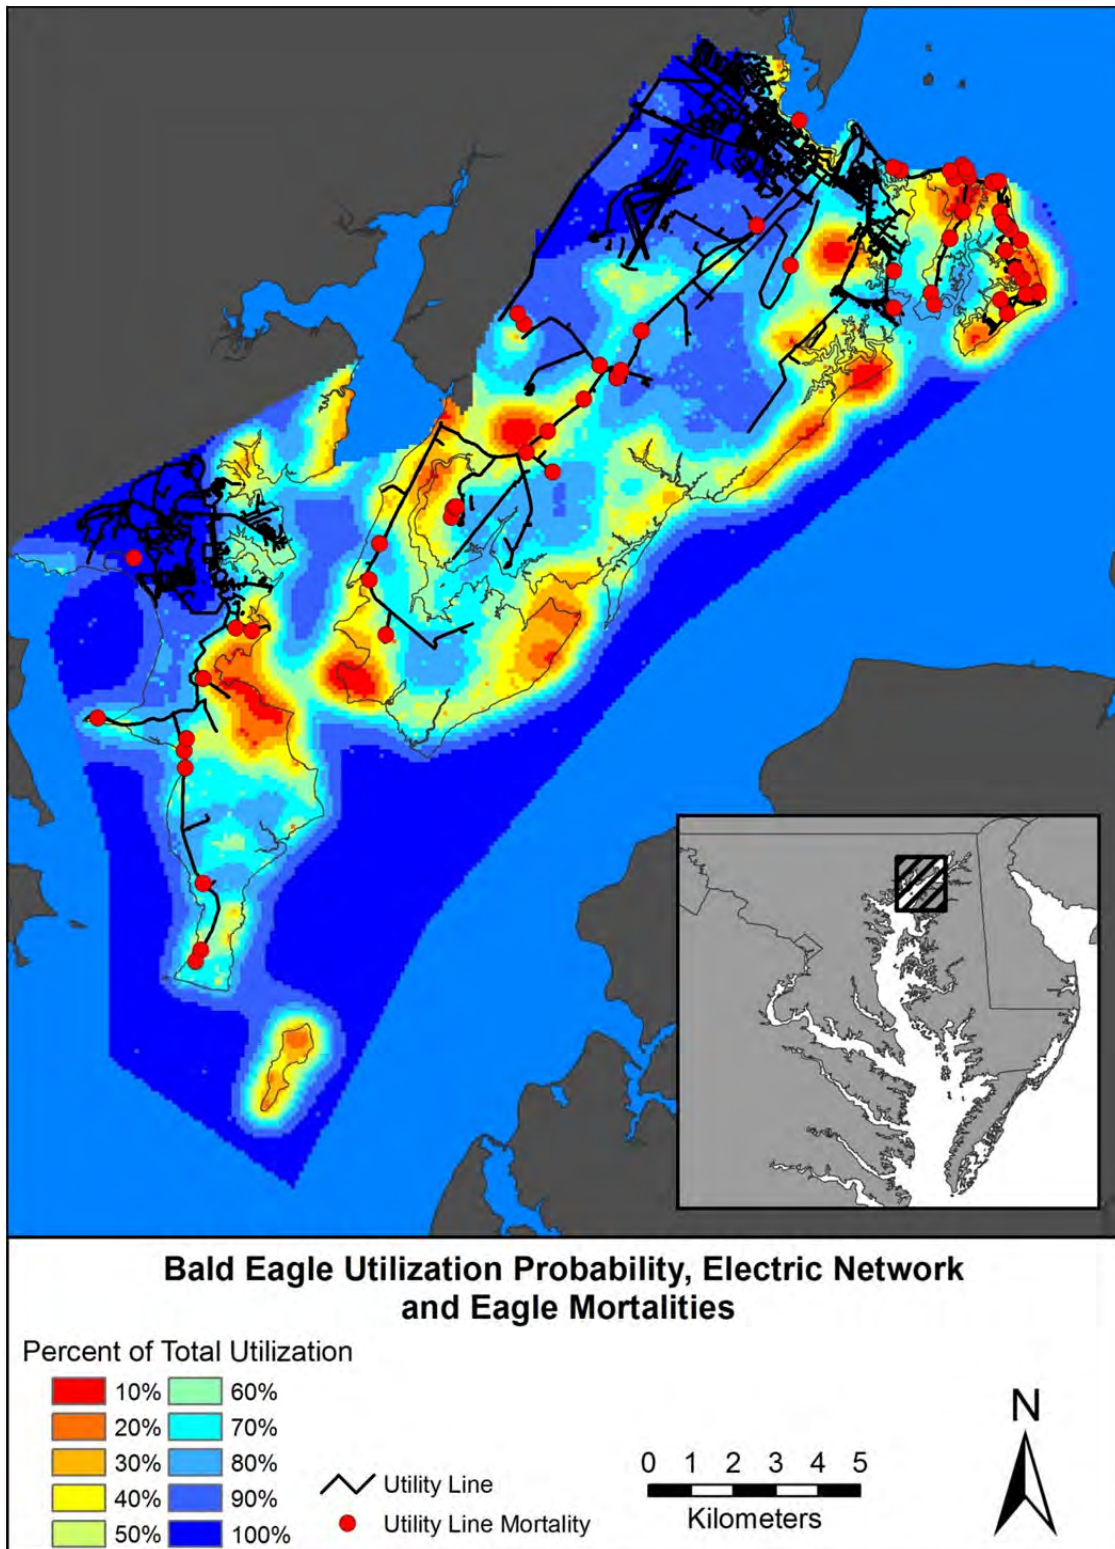 Bald Eagle Utilization Probability, Electric Network
and Eagle Mortalities
Percent of Total Utilization
10% 60%
20% 70%
30% 80%
40% 90%
50% 100%
Utility Line
Utility Line Mortality
0 1 2 3 4 5
Kilometers
N